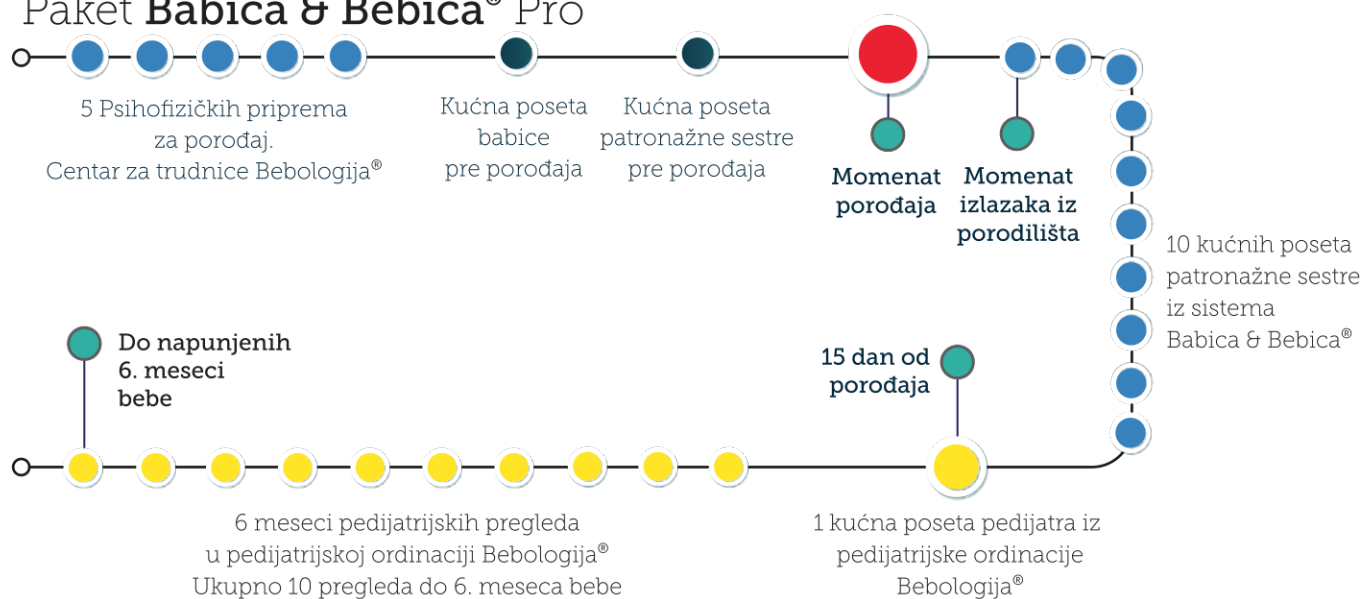 Paket Babica & Bebica® Pro
5 Psihofizičkih priprema
za porođaj.
Centar za trudnice Bebologija®
Kućna poseta
babice
pre porođaja
Kućna poseta
patronažne sestre
pre porođaja
Momenat
porođaja
Momenat
izlazaka iz
porodilišta
10 kućnih poseta
patronažne sestre
iz sistema
Babica & Bebica®
15 dan od
porođaja
1 kućna poseta pedijatra iz
pedijatrijske ordinacije
Bebologija®
Do napunjenih
6. meseci
bebe
6 meseci pedijatrijskih pregleda
u pedijatrijskoj ordinaciji Bebologija®
Ukupno 10 pregleda do 6. meseca bebe